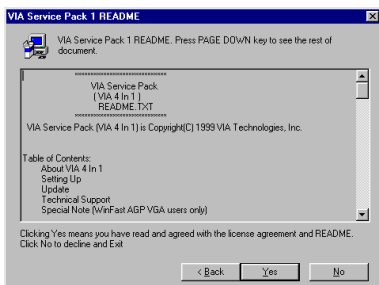 VIA Service Pack 1 README
VIA Service Pack 1 README. Press PAGE DOWN key to see the rest of
document.
******************************
VIA Service Pack
( VIA 4 In 1 )
README.TXT
******************************
VIA Service Pack (VIA 4 In 1) is Copyright(C) 1999 VIA Technologies, Inc.
Table of Contents:
About VIA 4 In 1
Setting Up
Update
Technical Support
Special Note (WinFast AGP VGA users only)
Clicking Yes means you have read and agreed with the license agreement and README.
Click No to decline and Exit
< Back Yes No